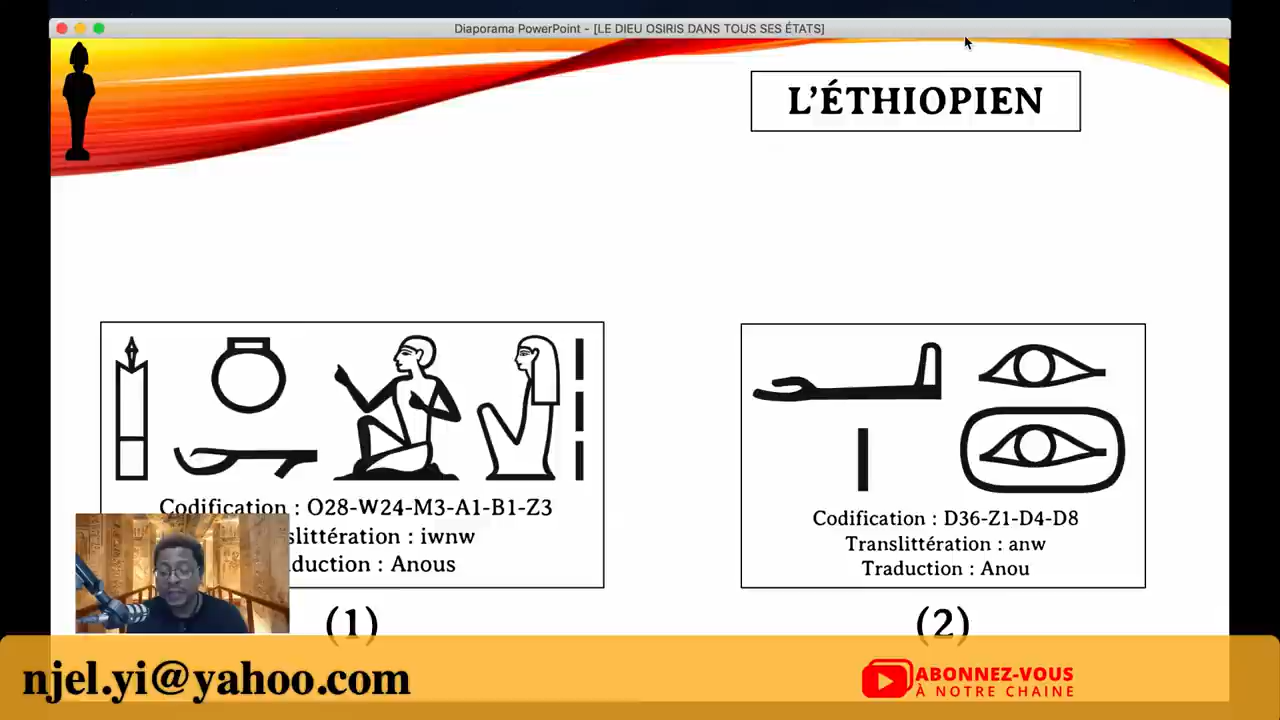 Diaporama PowerPoint - [LE DIEU OSIRIS DANS TOUS SES ÉTATS]
L'ÉTHIOPIEN
Codification : O28-W24-M3-A1-B1-Z3
slittération : iwnw
duction : Anous
(1)
Codification : D36-Z1-D4-D8
Translittération : anw
Traduction : Anou
(2)
njel.yi@yahoo.com
ABONNEZ-VOUS
À NOTRE CHAINE